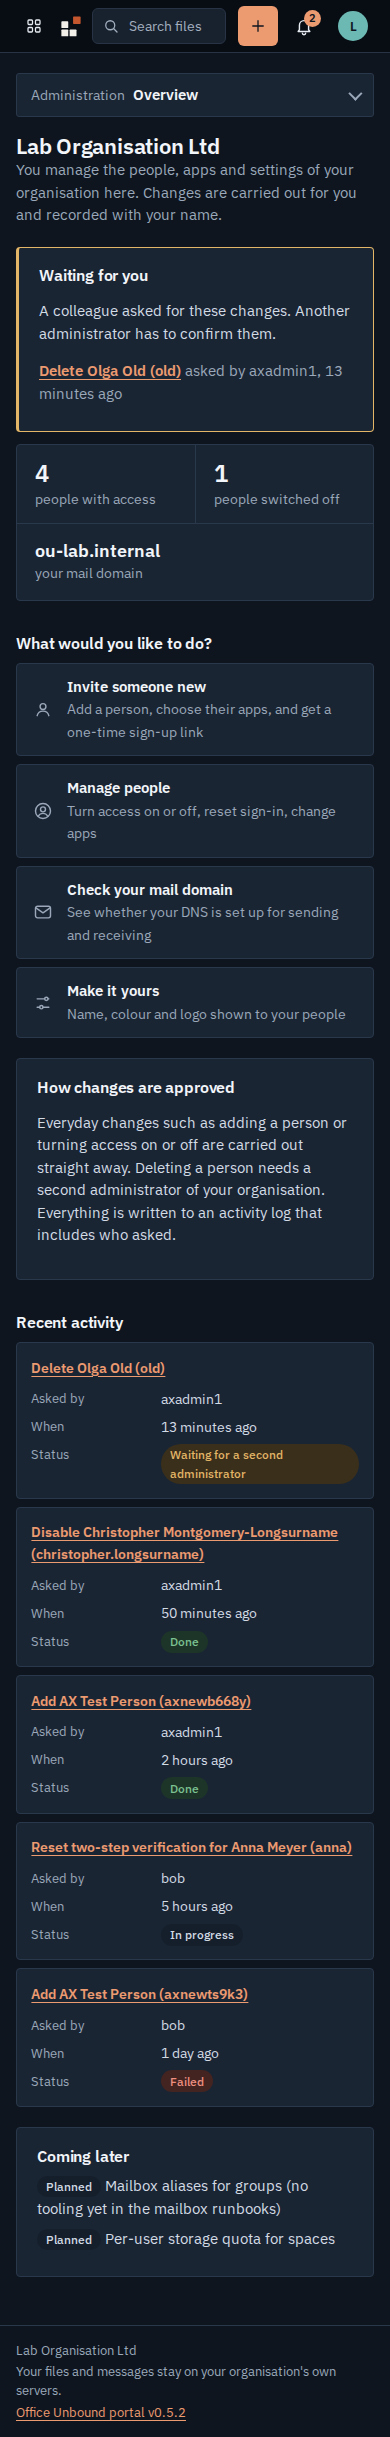 Search files
2
L
Administration Overview
Lab Organisation Ltd
You manage the people, apps and settings of your
organisation here. Changes are carried out for you
and recorded with your name.
Waiting for you
A colleague asked for these changes. Another
administrator has to confirm them.
Delete Olga Old (old) asked by axadmin1, 13
minutes ago
4
people with access
1
people switched off
ou-lab.internal
your mail domain
What would you like to do?
Invite someone new
Add a person, choose their apps, and get a
one-time sign-up link
Manage people
Turn access on or off, reset sign-in, change
apps
Check your mail domain
See whether your DNS is set up for sending
and receiving
Make it yours
Name, colour and logo shown to your people
How changes are approved
Everyday changes such as adding a person or
turning access on or off are carried out
straight away. Deleting a person needs a
second administrator of your organisation.
Everything is written to an activity log that
includes who asked.
Recent activity
Delete Olga Old (old)
Asked by axadmin1
When 13 minutes ago
Status Waiting for a second
administrator
Disable Christopher Montgomery-Longsurname
(christopher.longsurname)
Asked by axadmin1
When 50 minutes ago
Status Done
Add AX Test Person (axnewb668y)
Asked by axadmin1
When 2 hours ago
Status Done
Reset two-step verification for Anna Meyer (anna)
Asked by bob
When 5 hours ago
Status In progress
Add AX Test Person (axnewts9k3)
Asked by bob
When 1 day ago
Status Failed
Coming later
Planned Mailbox aliases for groups (no
tooling yet in the mailbox runbooks)
Planned Per-user storage quota for spaces
Lab Organisation Ltd
Your files and messages stay on your organisation's own
servers.
Office Unbound portal v0.5.2